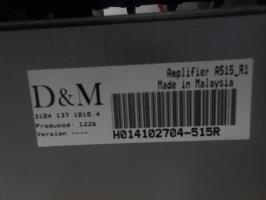 D&M
3104 137 1010.4
Produced: 1226
Version ----
Amplifier A515_R1
Made in Malaysia
H014102704-515R